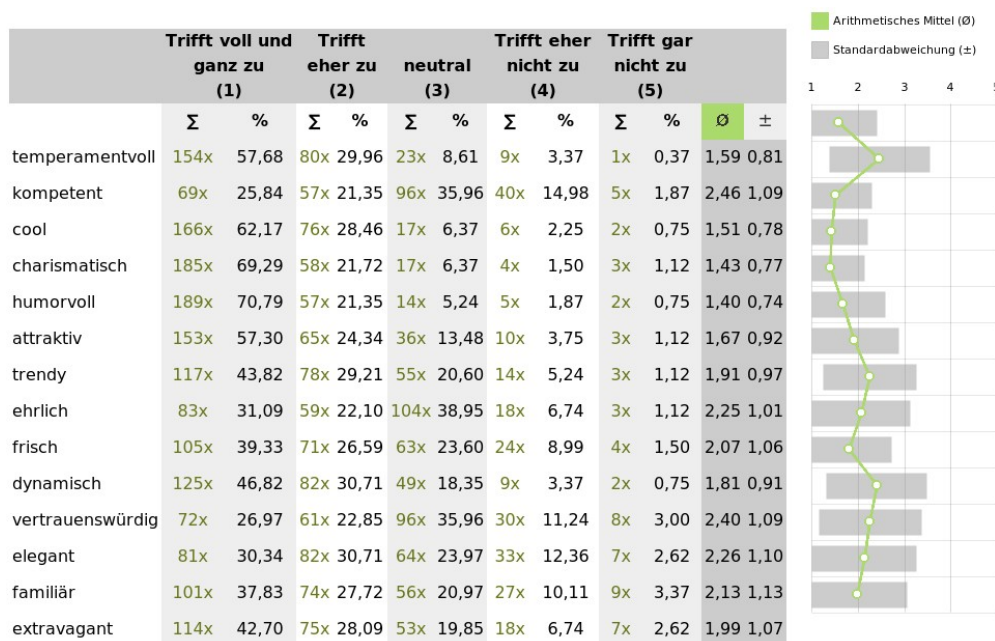 Arithmetisches Mittel (Ø)
Standardabweichung (±)
Trifft voll und ganz zu (1) Trifft eher zu (2) neutral (3) Trifft eher nicht zu (4) Trifft gar nicht zu (5)
1 2 3 4 5
Σ % Σ % Σ % Σ % Σ % Ø ±
temperamentvoll 154x 57,68 80x 29,96 23x 8,61 9x 3,37 1x 0,37 1,59 0,81
kompetent 69x 25,84 57x 21,35 96x 35,96 40x 14,98 5x 1,87 2,46 1,09
cool 166x 62,17 76x 28,46 17x 6,37 6x 2,25 2x 0,75 1,51 0,78
charismatisch 185x 69,29 58x 21,72 17x 6,37 4x 1,50 3x 1,12 1,43 0,77
humorvoll 189x 70,79 57x 21,35 14x 5,24 5x 1,87 2x 0,75 1,40 0,74
attraktiv 153x 57,30 65x 24,34 36x 13,48 10x 3,75 3x 1,12 1,67 0,92
trendy 117x 43,82 78x 29,21 55x 20,60 14x 5,24 3x 1,12 1,91 0,97
ehrlich 83x 31,09 59x 22,10 104x 38,95 18x 6,74 3x 1,12 2,25 1,01
frisch 105x 39,33 71x 26,59 63x 23,60 24x 8,99 4x 1,50 2,07 1,06
dynamisch 125x 46,82 82x 30,71 49x 18,35 9x 3,37 2x 0,75 1,81 0,91
vertrauenswürdig 72x 26,97 61x 22,85 96x 35,96 30x 11,24 8x 3,00 2,40 1,09
elegant 81x 30,34 82x 30,71 64x 23,97 33x 12,36 7x 2,62 2,26 1,10
familiär 101x 37,83 74x 27,72 56x 20,97 27x 10,11 9x 3,37 2,13 1,13
extravagant 114x 42,70 75x 28,09 53x 19,85 18x 6,74 7x 2,62 1,99 1,07